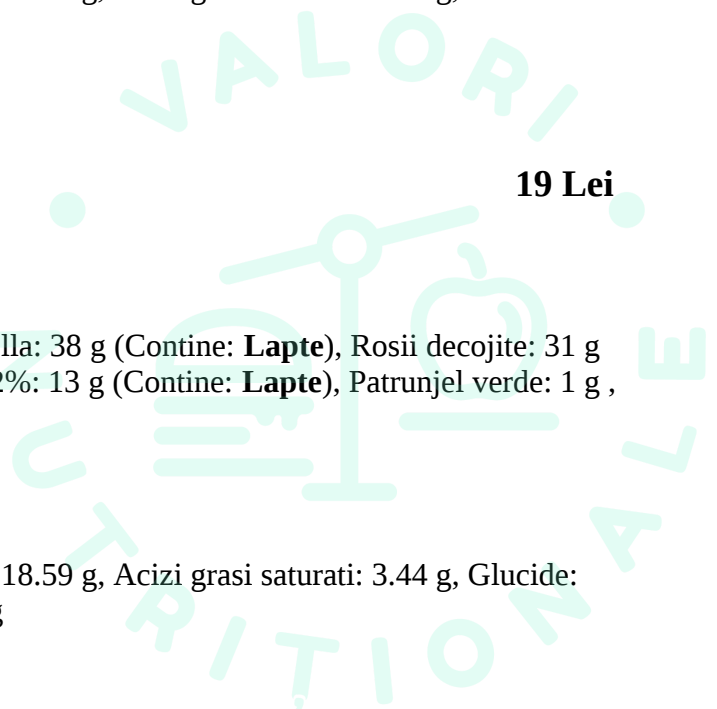 19 Lei
lla: 38 g (Contine: Lapte), Rosii decojite: 31 g
2%: 13 g (Contine: Lapte), Patrunjel verde: 1 g ,
18.59 g, Acizi grasi saturati: 3.44 g, Glucide:
g
VALORI
NUTRITIONALE